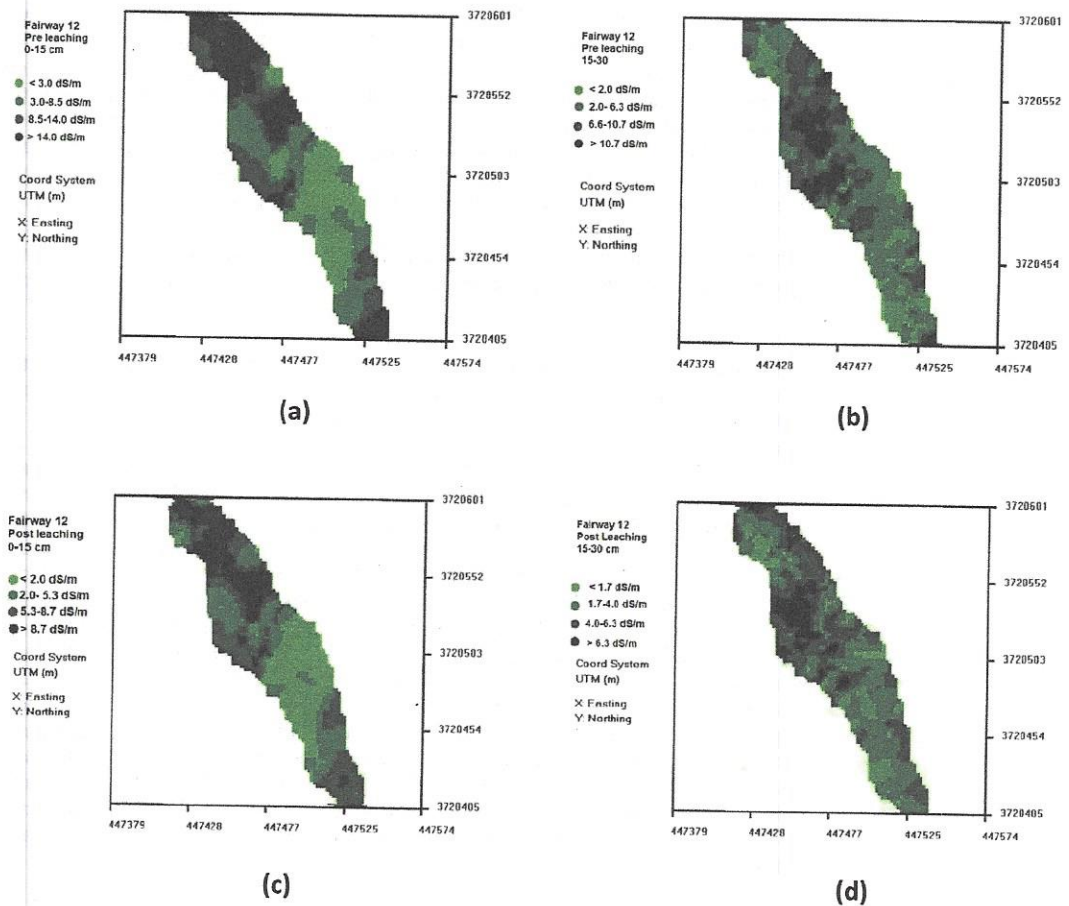 Fairway 12
Pre leaching
0-15 cm
< 3.0 dS/m
3.0-8.5 dS/m
8.5-14.0 dS/m
> 14.0 dS/m
Coord System
UTM (m)
X: Easting
Y: Northing
3720601
3720552
3720503
3720454
3720405
447379 447428 447477 447525 447574
(a)
Fairway 12
Pre leaching
15-30
< 2.0 dS/m
2.0- 6.3 dS/m
6.6-10.7 dS/m
> 10.7 dS/m
Coord System
UTM (m)
X: Easting
Y: Northing
3720601
3720552
3720503
3720454
3720405
447379 447428 447477 447525 447574
(b)
Fairway 12
Post leaching
0-15 cm
< 2.0 dS/m
2.0- 5.3 dS/m
5.3-8.7 dS/m
> 8.7 dS/m
Coord System
UTM (m)
X: Easting
Y: Northing
3720601
3720552
3720503
3720454
3720405
447379 447428 447477 447525 447574
(c)
Fairway 12
Post Leaching
15-30 cm
< 1.7 dS/m
1.7-4.0 dS/m
4.0-6.3 dS/m
> 6.3 dS/m
Coord System
UTM (m)
X: Easting
Y: Northing
3720601
3720552
3720503
3720454
3720405
447379 447428 447477 447525 447574
(d)